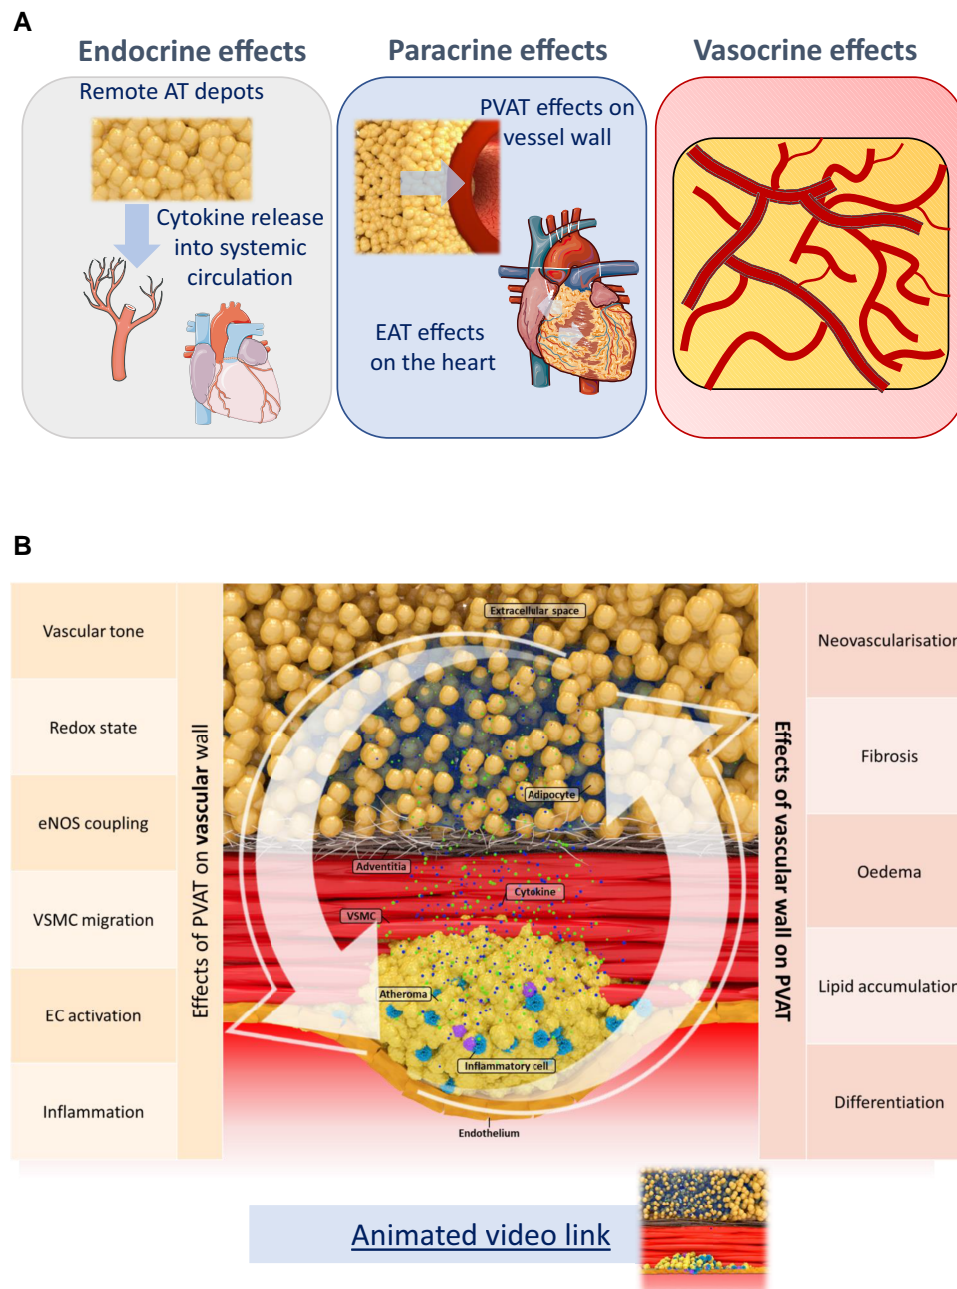 A
Endocrine effects
Remote AT depots
Cytokine release
into systemic
circulation
Paracrine effects
PVAT effects on
vessel wall
EAT effects
on the heart
Vasocrine effects
B
Vascular tone
Redox state
eNOS coupling
VSMC migration
EC activation
Inflammation
Effects of PVAT on vascular wall
Extracellular space
Adipocyte
Adventitia
Cytokine
VSMC
Atheroma
Inflammatory cell
Endothelium
Effects of vascular wall on PVAT
Neovascularisation
Fibrosis
Oedema
Lipid accumulation
Differentiation
Animated video link